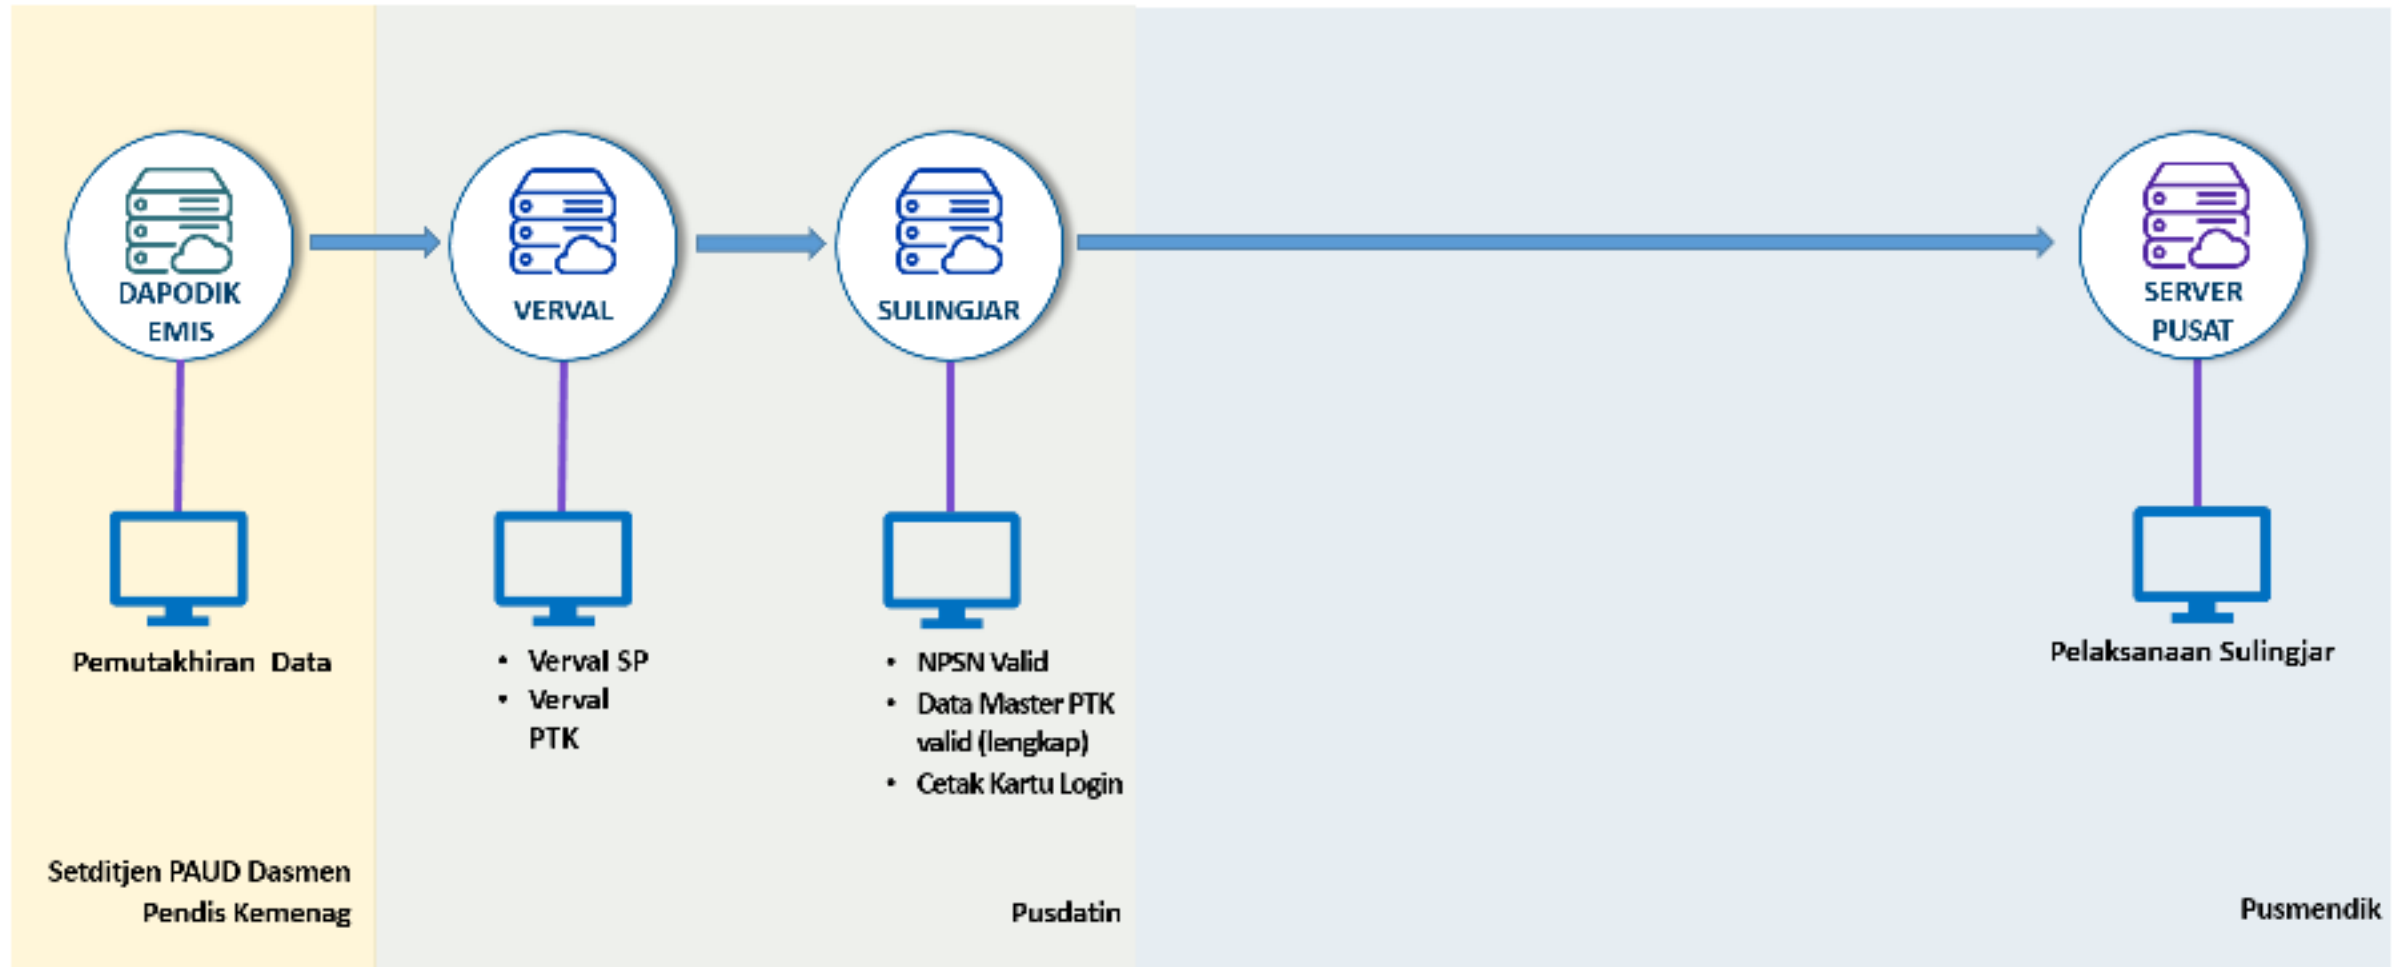 DAPODIK
EMIS
VERVAL
SULINGJAR
SERVER
PUSAT
Pemutakhiran Data
• Verval SP
• Verval
PTK
• NPSN Valid
• Data Master PTK
valid (lengkap)
• Cetak Kartu Login
Pelaksanaan Sulingjar
Setditjen PAUD Dasmen
Pendis Kemenag
Pusdatin
Pusmendik